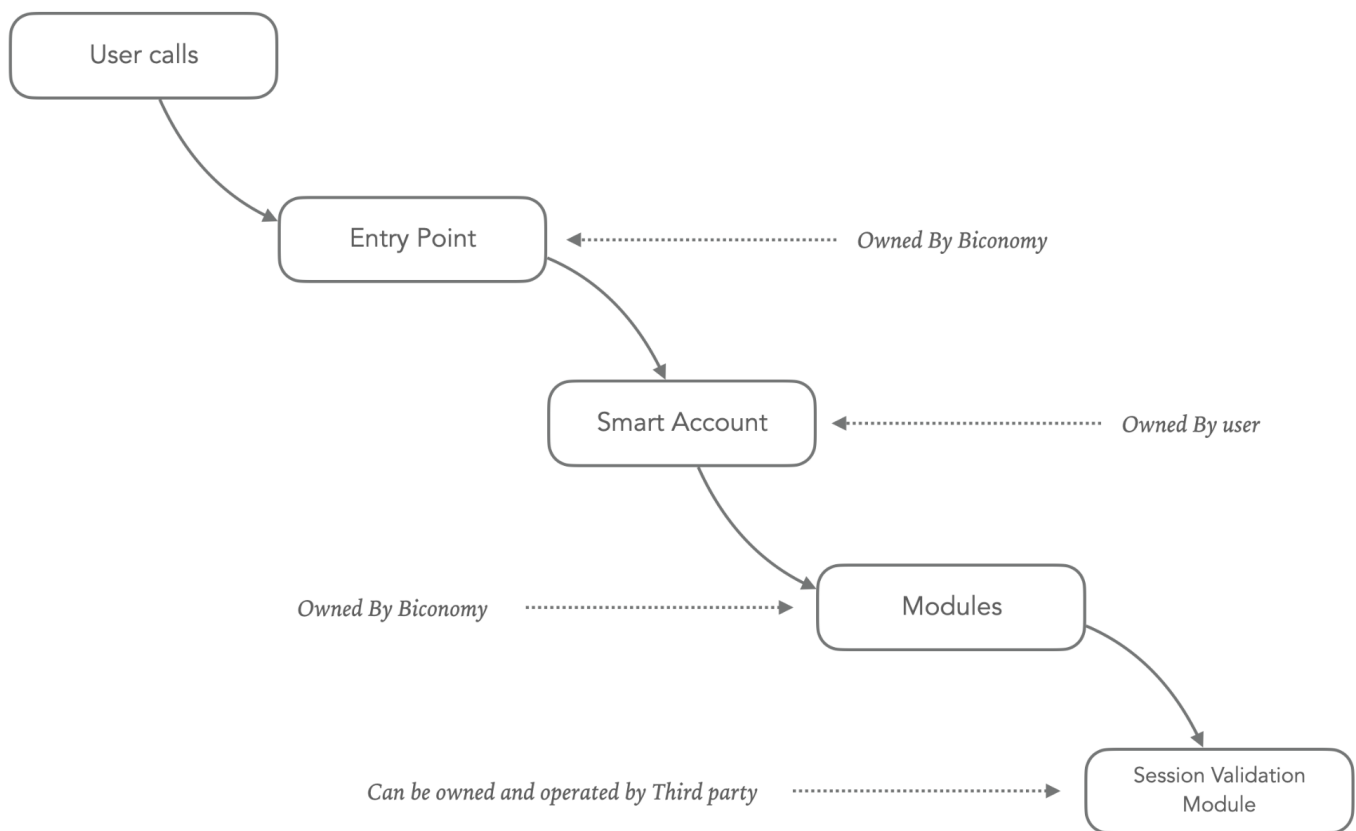 User calls
Entry Point
Owned By Biconomy
Smart Account
Owned By user
Owned By Biconomy
Modules
Session Validation
Module
Can be owned and operated by Third party